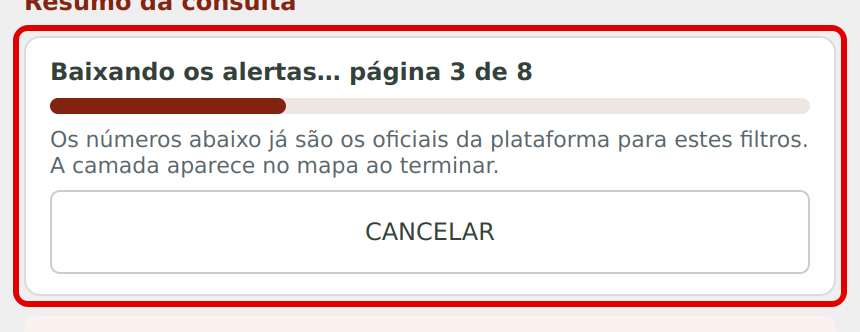 Resumo da consulta
Baixando os alertas… página 3 de 8
Os números abaixo já são os oficiais da plataforma para estes filtros.
A camada aparece no mapa ao terminar.
CANCELAR